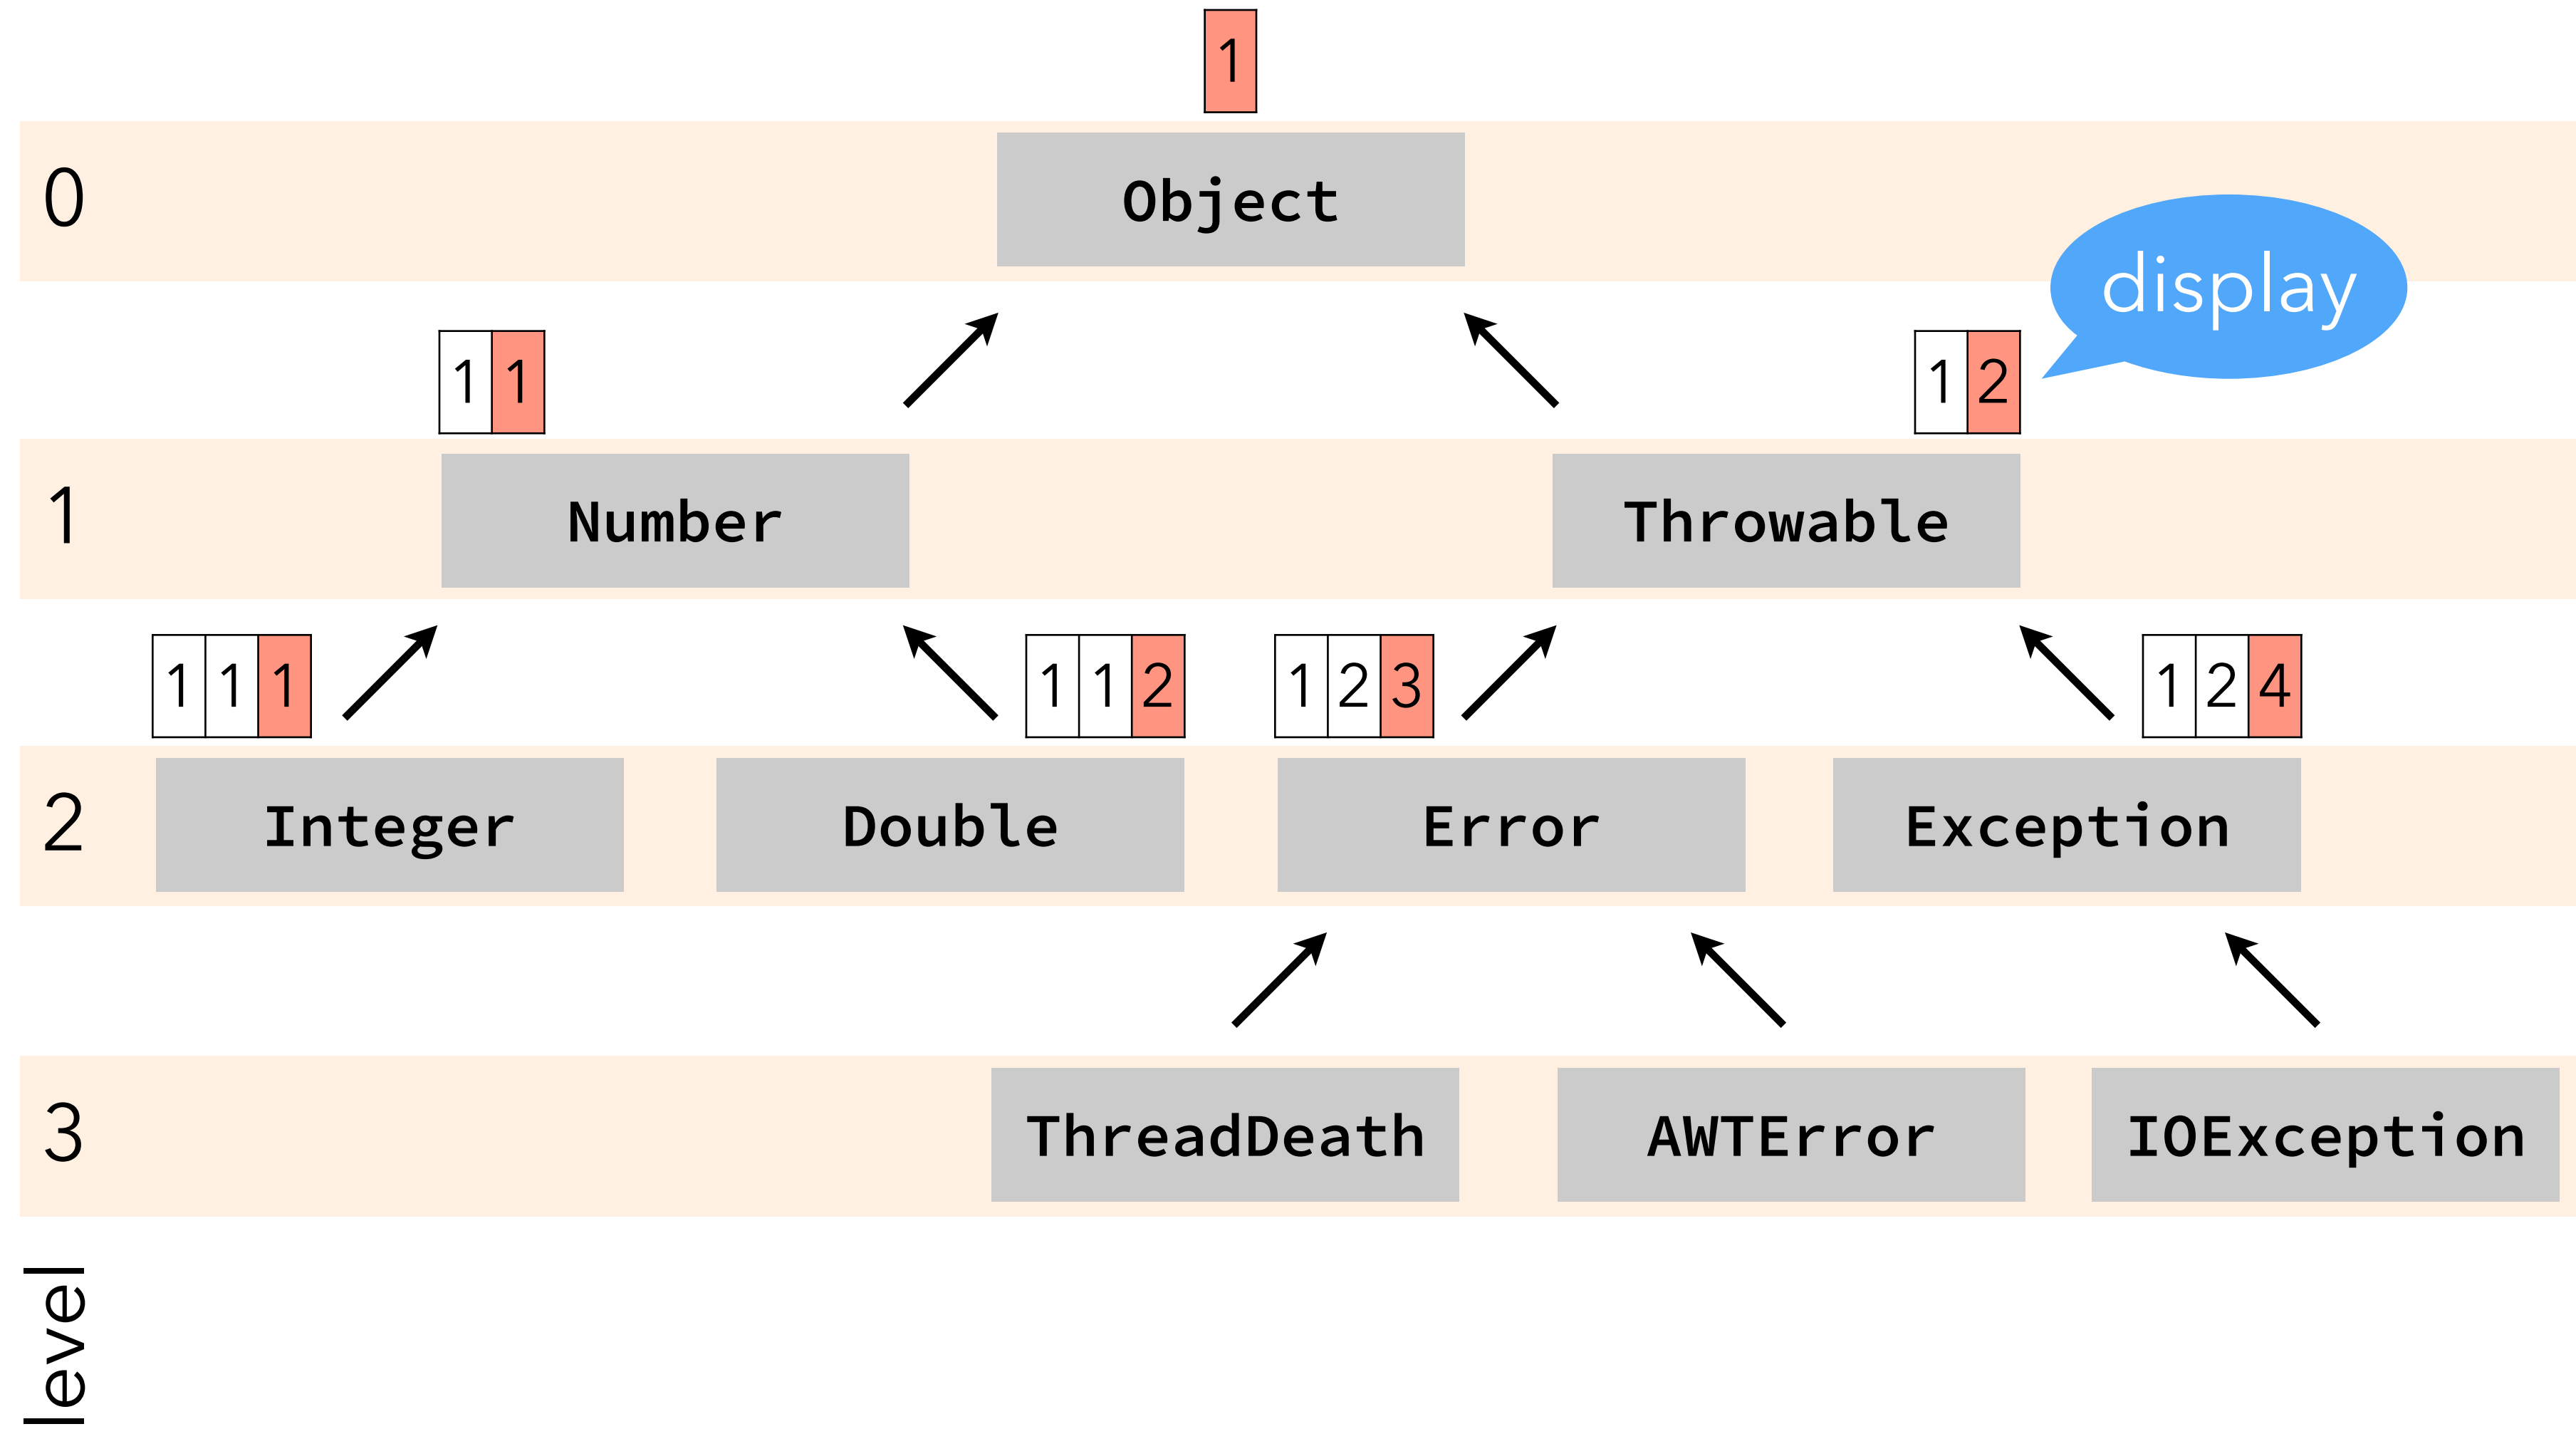 1
0
Object
display
1 1
1 2
1
Number
Throwable
1 1 1
1 1 2
1 2 3
1 2 4
2
Integer
Double
Error
Exception
3
ThreadDeath
AWTError
IOException
level